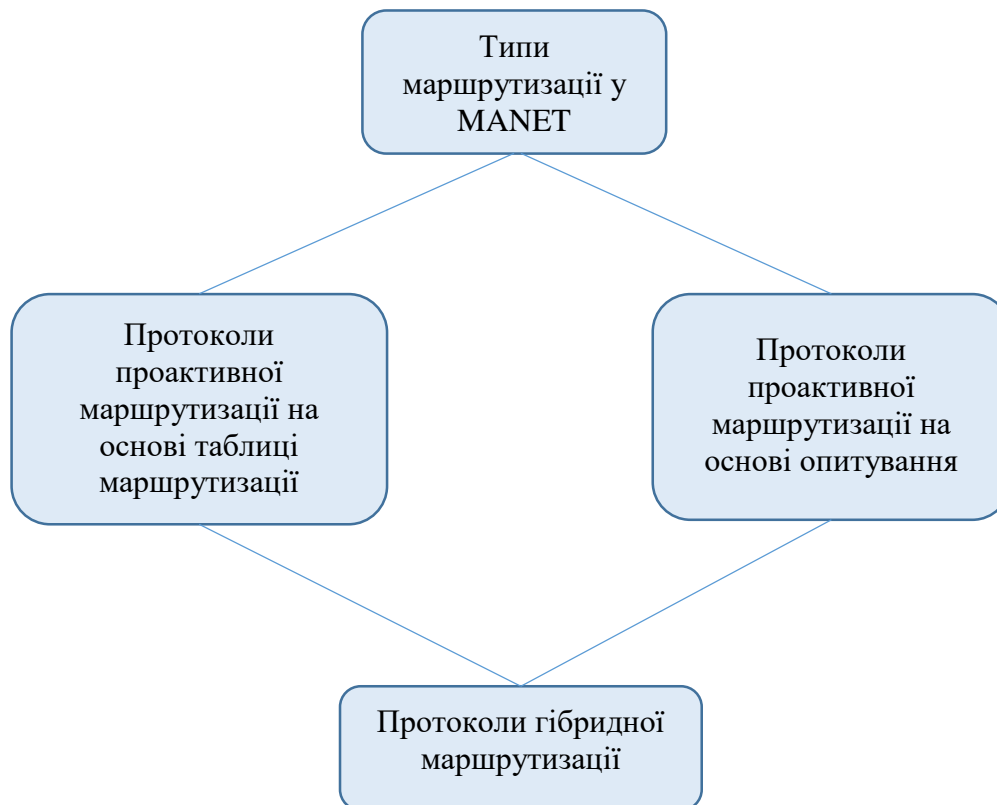 Типи
маршрутизації у
MANET
Протоколи
проактивної
маршрутизації на
основі таблиці
маршрутизації
Протоколи
проактивної
маршрутизації на
основі опитування
Протоколи гібридної
маршрутизації